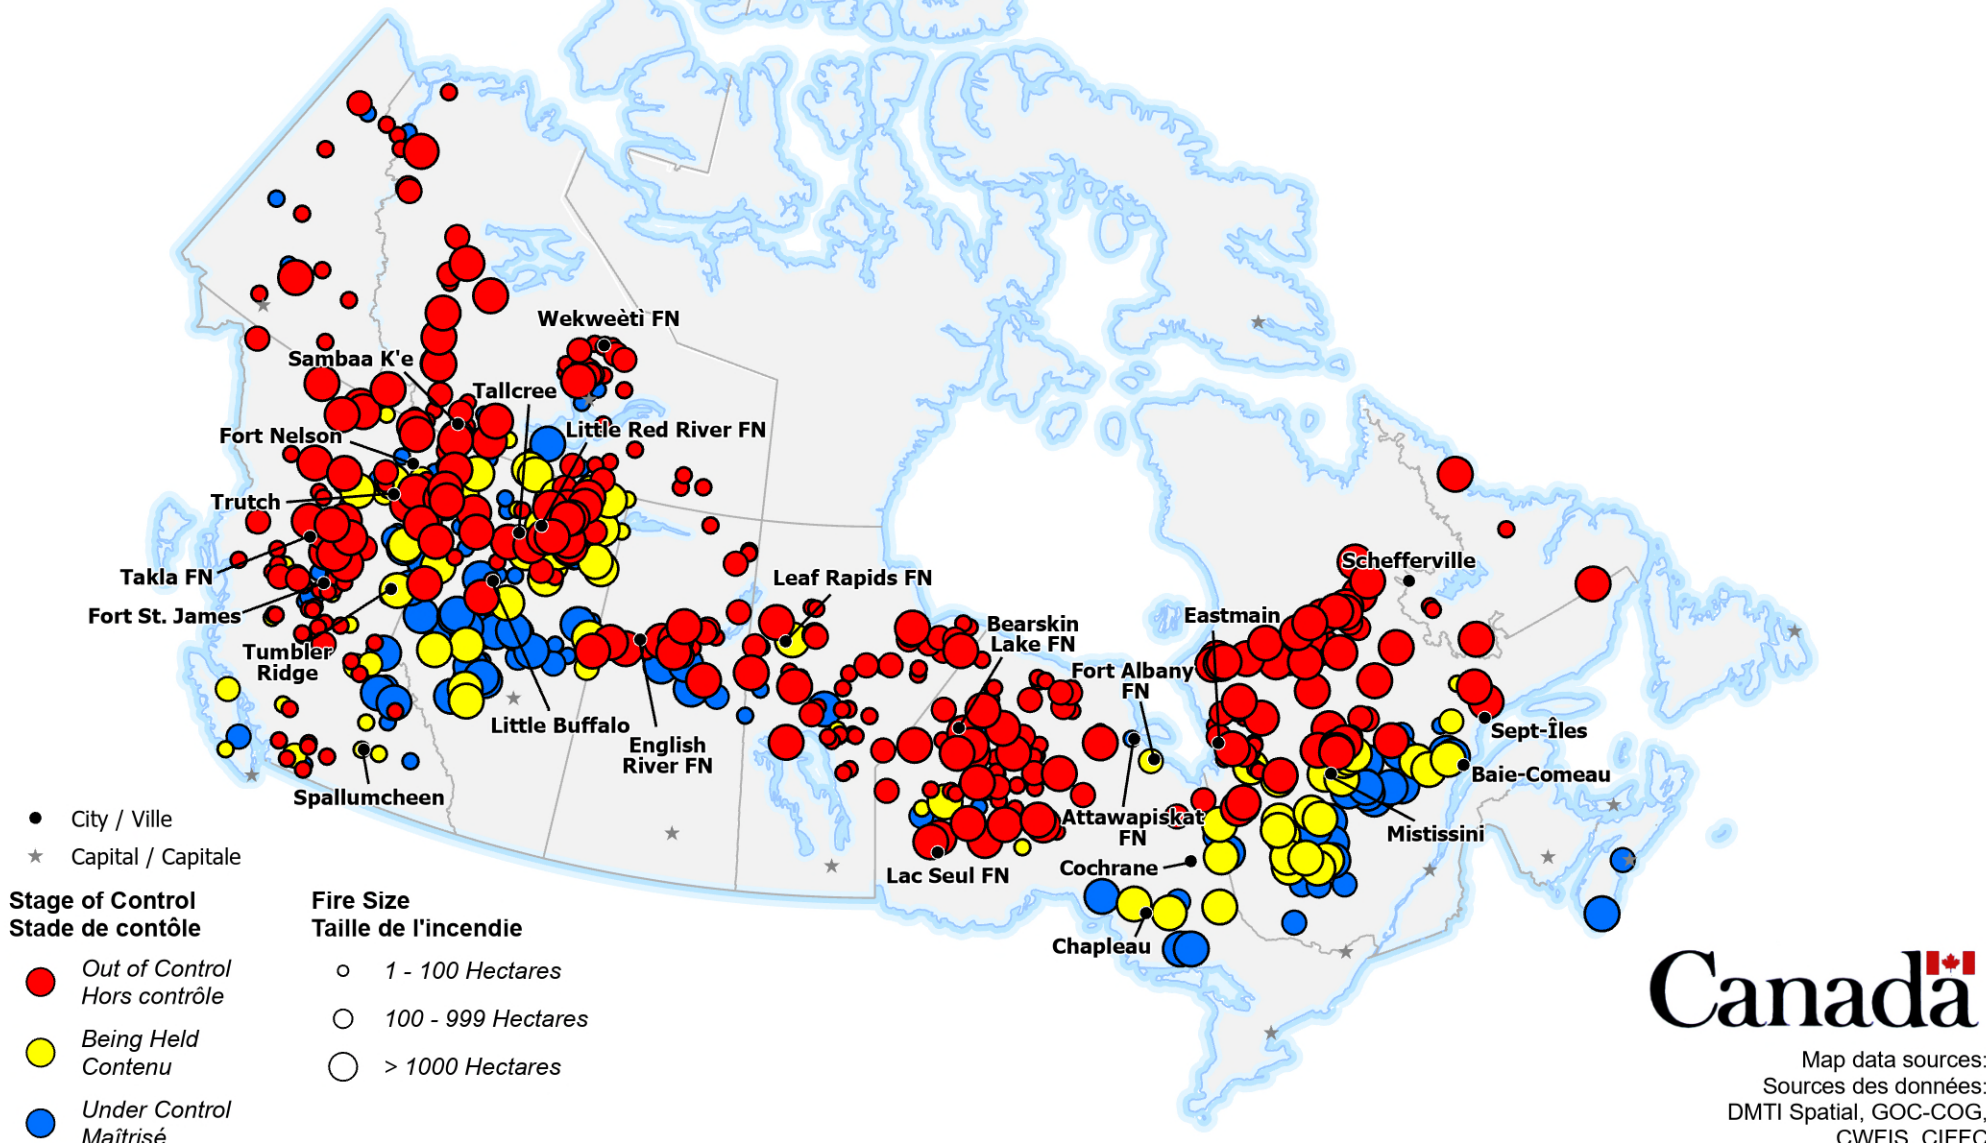 Wekweètì FN
Sambaa K'e
Tallcree
Fort Nelson
Little Red River FN
Trutch
Takla FN
Leaf Rapids FN
Schefferville
Fort St. James
Eastmain
Bearskin
Lake FN
Tumbler
Ridge
Fort Albany
FN
Little Buffalo
English
River FN
Sept-Îles
Baie-Comeau
Spallumcheen
Attawapiskat
FN
Mistissini
Cochrane
Lac Seul FN
Chapleau
City / Ville
Capital / Capitale
Stage of Control
Stade de contôle
Out of Control
Hors contrôle
Being Held
Contenu
Under Control
Maîtrisé
Fire Size
Taille de l'incendie
1 - 100 Hectares
100 - 999 Hectares
> 1000 Hectares
Canada
Map data sources:
Sources des données:
DMTI Spatial, GOC-COG,
CWFIS, CIFFC